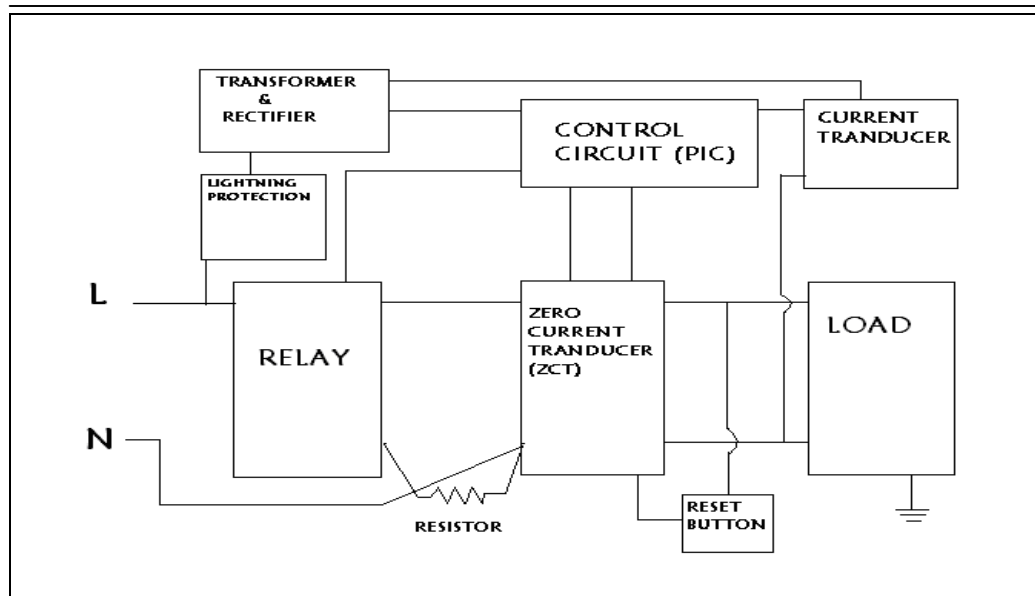 TRANSFORMER
&
RECTIFIER
CONTROL
CIRCUIT (PIC)
CURRENT
TRANDUCER
LIGHTNING
PROTECTION
L
RELAY
ZERO
CURRENT
TRANDUCER
(ZCT)
LOAD
N
RESISTOR
RESET
BUTTON